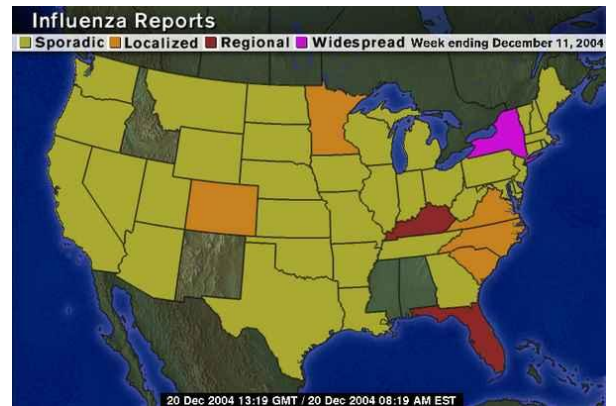 Influenza Reports
Sporadic Localized Regional Widespread Week ending December 11, 2004
20 Dec 2004 13:19 GMT / 20 Dec 2004 08:19 AM EST